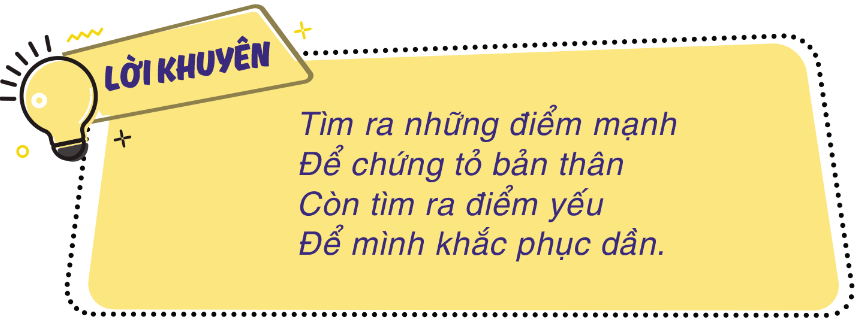 LỜI KHUYÊN
Tìm ra những điểm mạnh
Để chứng tỏ bản thân
Còn tìm ra điểm yếu
Để mình khắc phục dần.